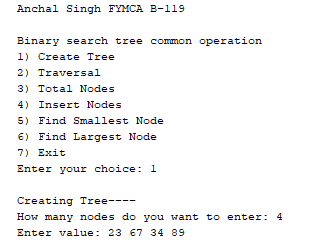 Anchal Singh FYMCA B-119
Binary search tree common operation
1) Create Tree
2) Traversal
3) Total Nodes
4) Insert Nodes
5) Find Smallest Node
6) Find Largest Node
7) Exit
Enter your choice: 1
Creating Tree----
How many nodes do you want to enter: 4
Enter value: 23 67 34 89